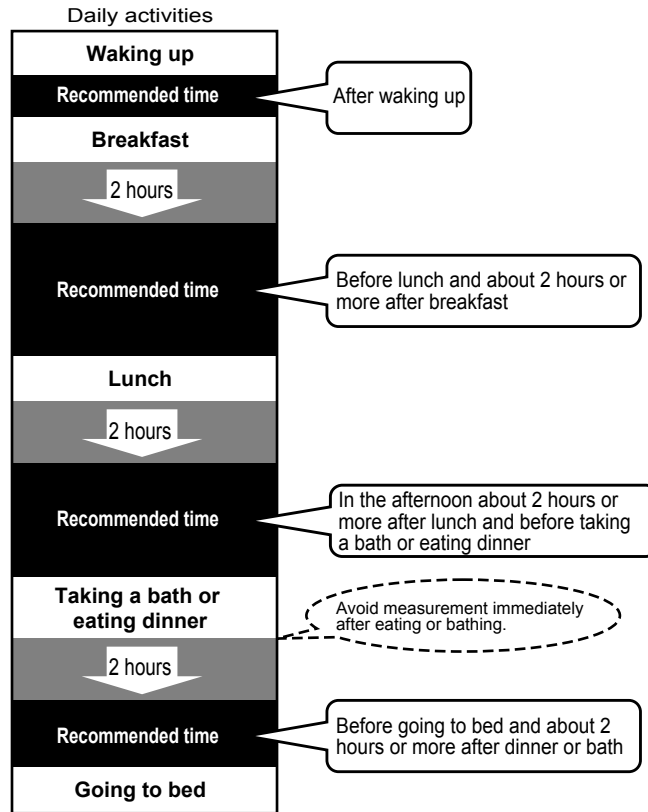 Daily activities
Waking up
Recommended time
After waking up
Breakfast
2 hours
Recommended time
Before lunch and about 2 hours or
more after breakfast
Lunch
2 hours
Recommended time
In the afternoon about 2 hours or
more after lunch and before taking
a bath or eating dinner
Taking a bath or
eating dinner
Avoid measurement immediately
after eating or bathing.
2 hours
Recommended time
Before going to bed and about 2
hours or more after dinner or bath
Going to bed